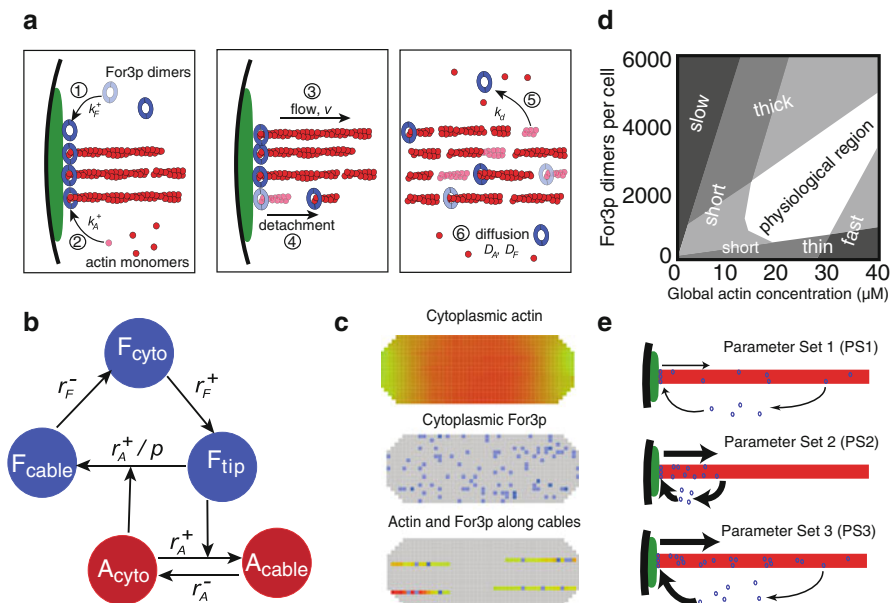 a
① For3p dimers
k_F^+
② k_A^+
actin monomers
③
flow, v
detachment
④
⑤
k_d
⑥ diffusion
D_A, D_F
b
F_cyto
r_F^-
r_F^+
F_cable
r_A^+ / p
F_tip
A_cyto
r_A^+
r_A^-
A_cable
c
Cytoplasmic actin
Cytoplasmic For3p
Actin and For3p along cables
d
For3p dimers per cell
6000
4000
2000
0
slow
thick
short
physiological region
short
thin
fast
0
10
20
30
40
Global actin concentration (µM)
e
Parameter Set 1 (PS1)
Parameter Set 2 (PS2)
Parameter Set 3 (PS3)